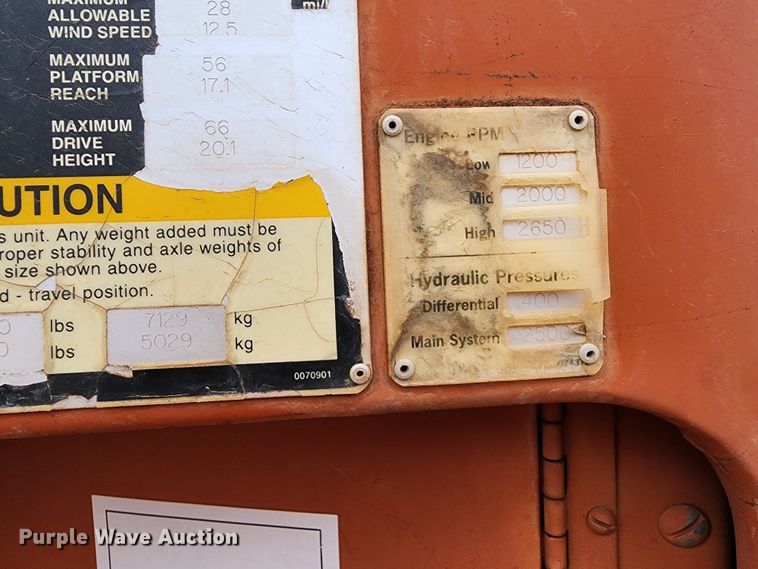 MAXIMUM
ALLOWABLE
WIND SPEED
28
12.5
MAXIMUM
PLATFORM
REACH
56
17.1
MAXIMUM
DRIVE
HEIGHT
66
20.1
UTION
s unit. Any weight added must be
roper stability and axle weights of
size shown above.
d - travel position.
0 lbs 7129 kg
0 lbs 5029 kg
0070901
Engine RPM
Low 1200
Mid 2000
High 2650
Hydraulic Pressures
Differential 400
Main System 2500
Purple Wave Auction